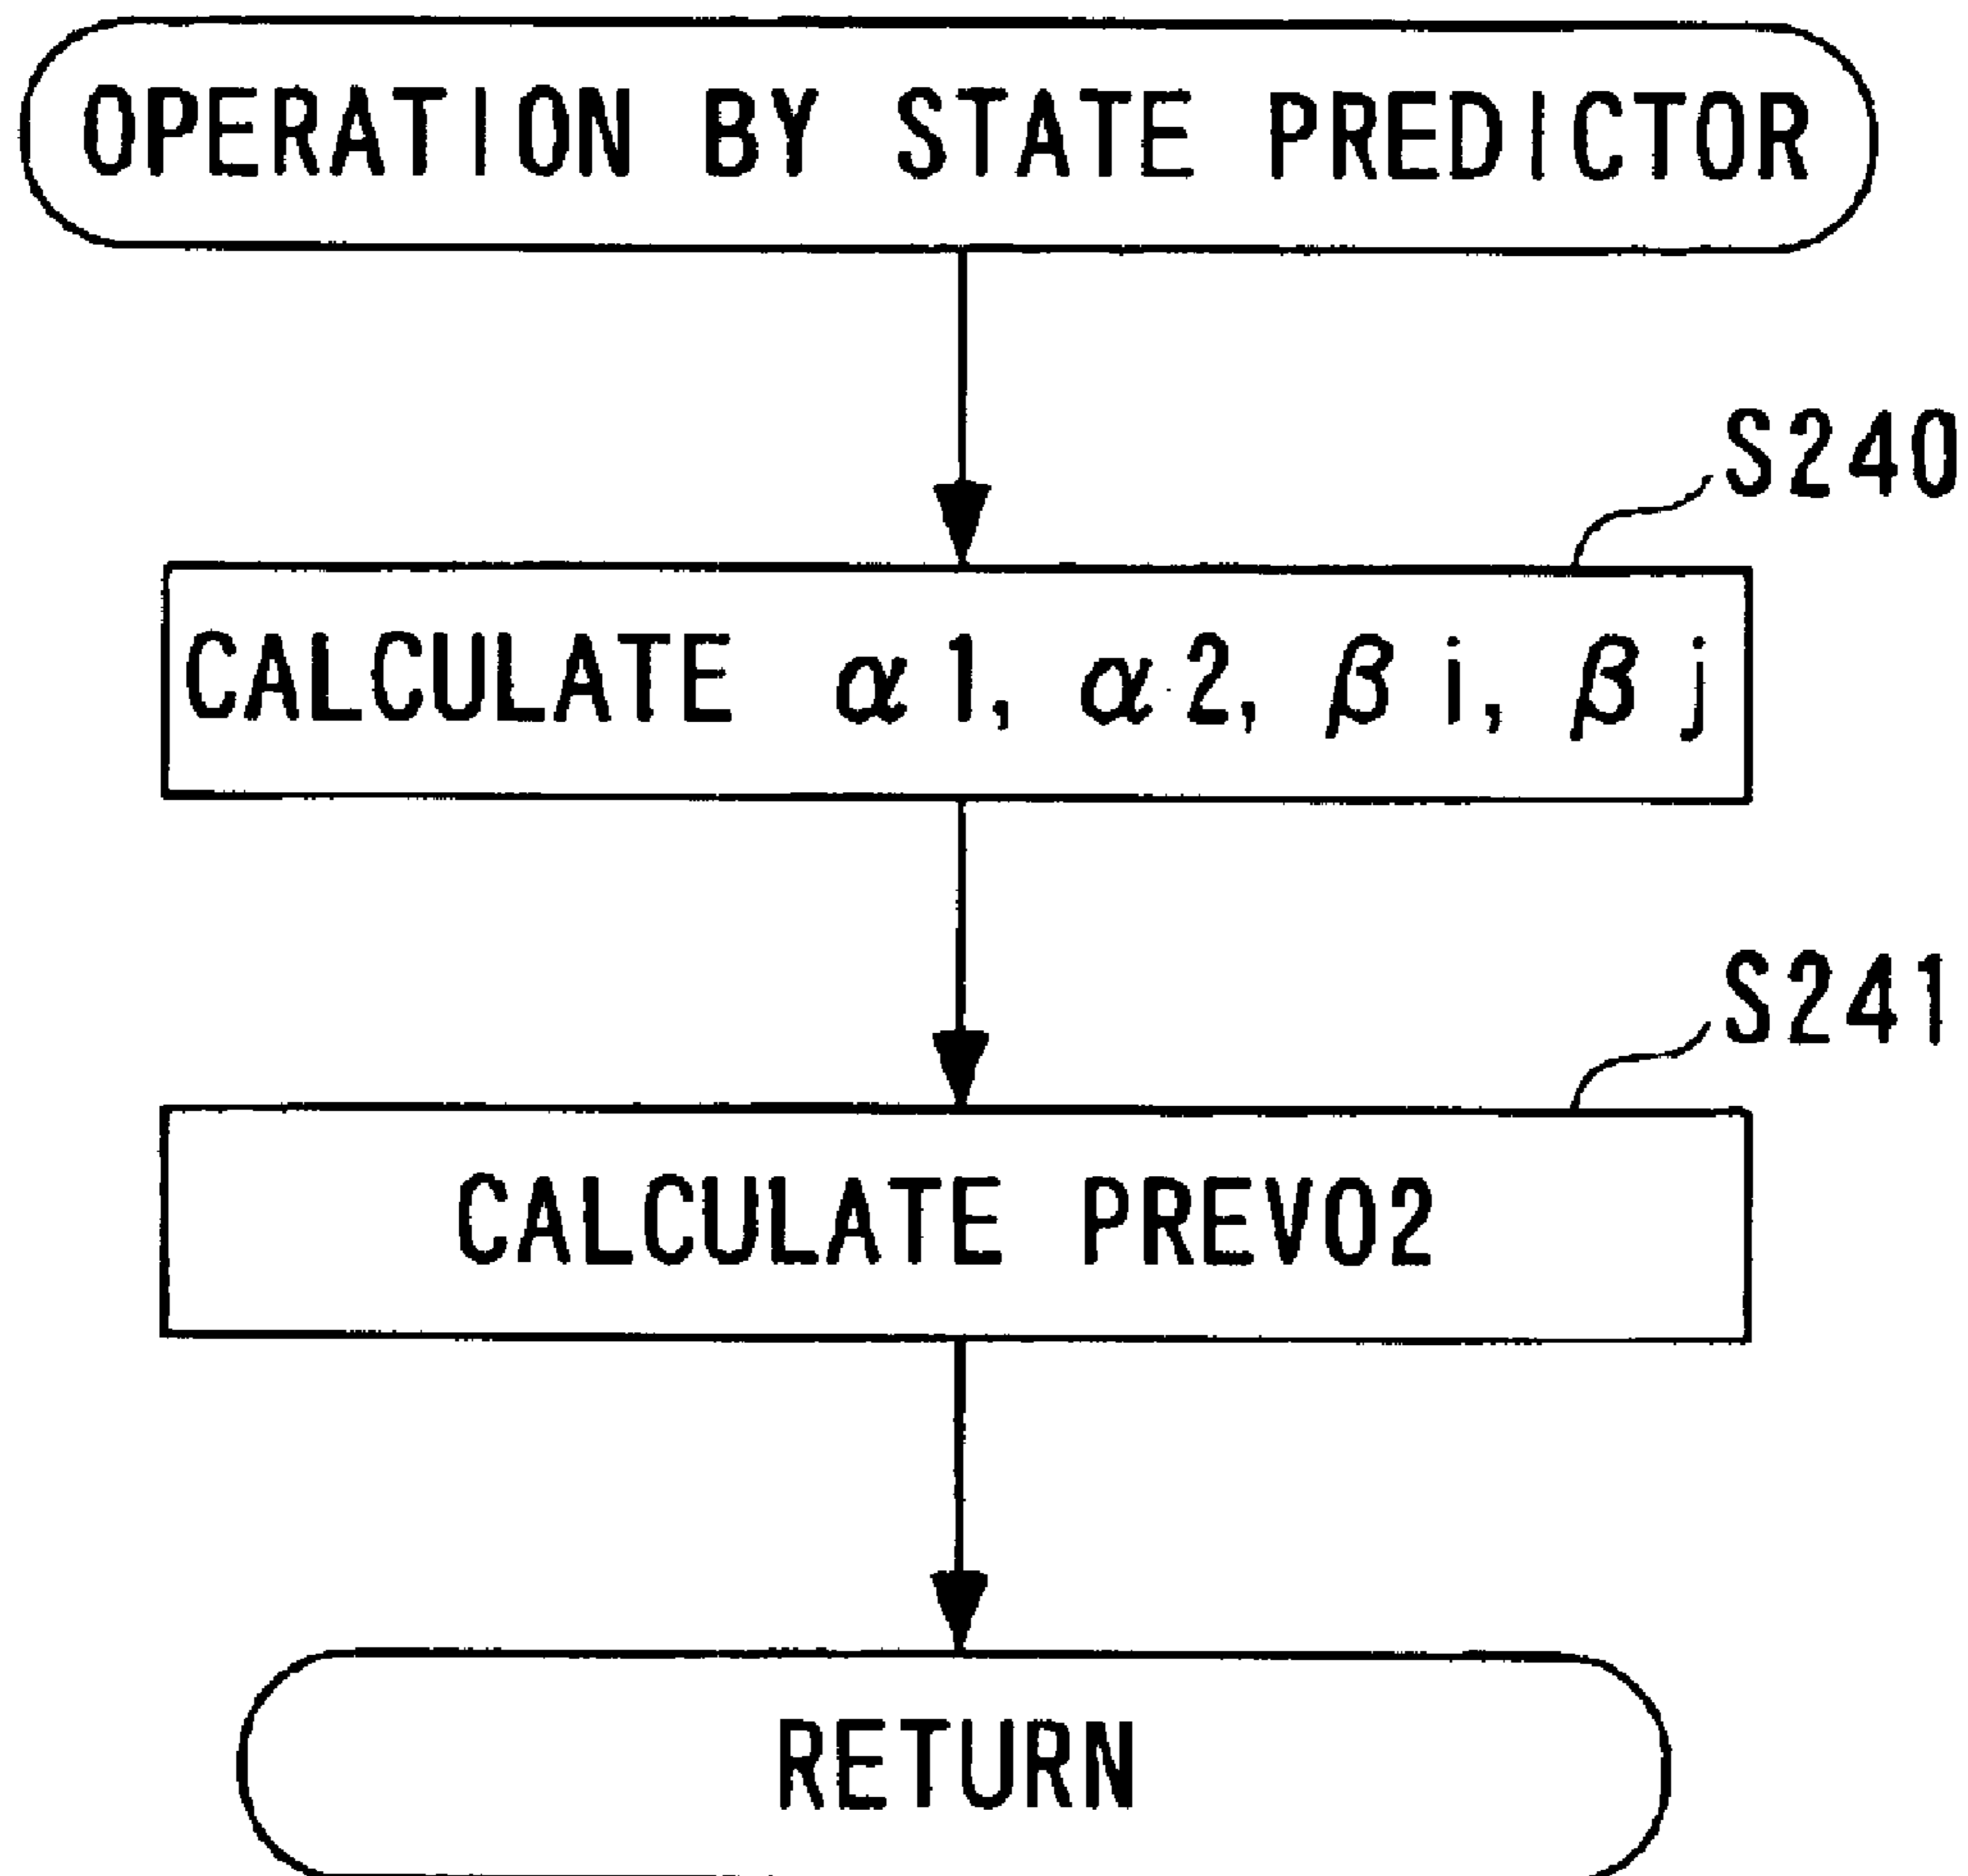 OPERATION BY STATE PREDICTOR
S240
CALCULATE α1, α2, βi, βj
S241
CALCULATE PREVO2
RETURN